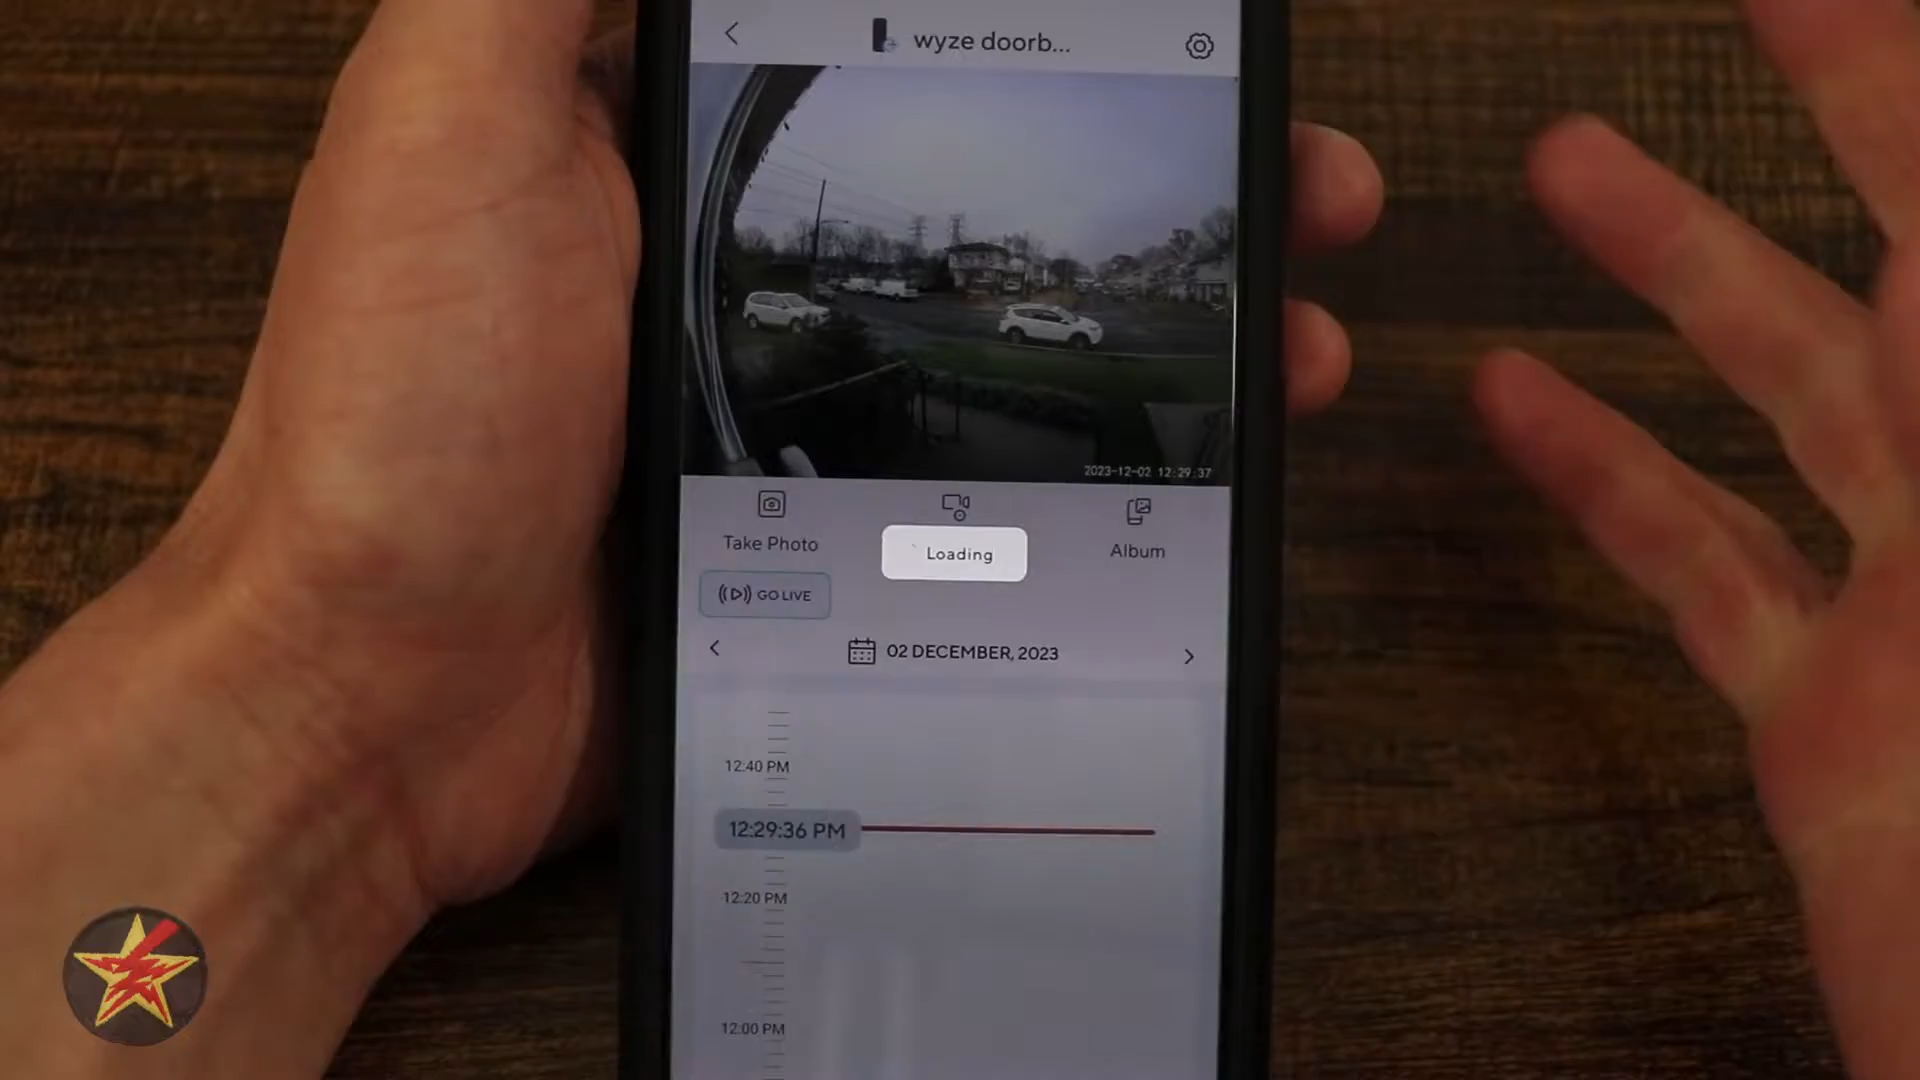 wyze doorb...
2023-12-02 12:29:37
Take Photo
Loading
Album
GO LIVE
02 DECEMBER, 2023
12:40 PM
12:29:36 PM
12:20 PM
12:00 PM